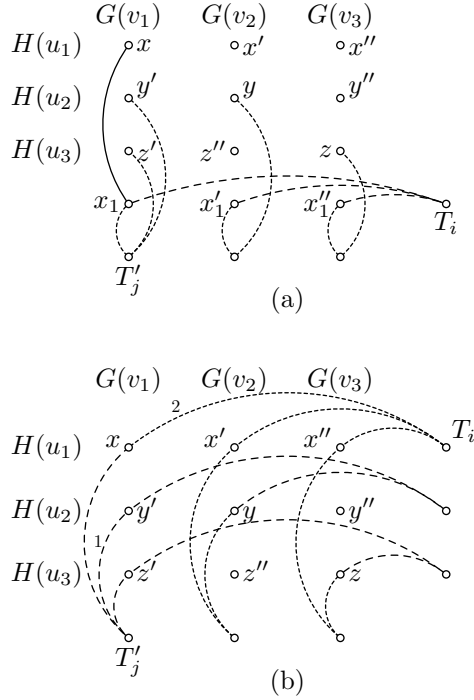 G(v₁) G(v₂) G(v₃)
H(u₁) x x′ x″
H(u₂) y′ y y″
H(u₃) z′ z″ z
x₁ x′₁ x″₁ Tᵢ
T′ⱼ
(a)
G(v₁) G(v₂) G(v₃)
2
H(u₁) x x′ x″ Tᵢ
H(u₂) y′ y y″
1
H(u₃) z′ z″ z
T′ⱼ
(b)